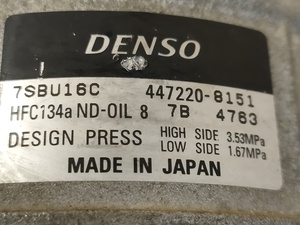 DENSO
7SBU16C 447220-8151
HFC134a ND-OIL 8 7B 4763
DESIGN PRESS HIGH SIDE 3.53MPa
LOW SIDE 1.67MPa
MADE IN JAPAN